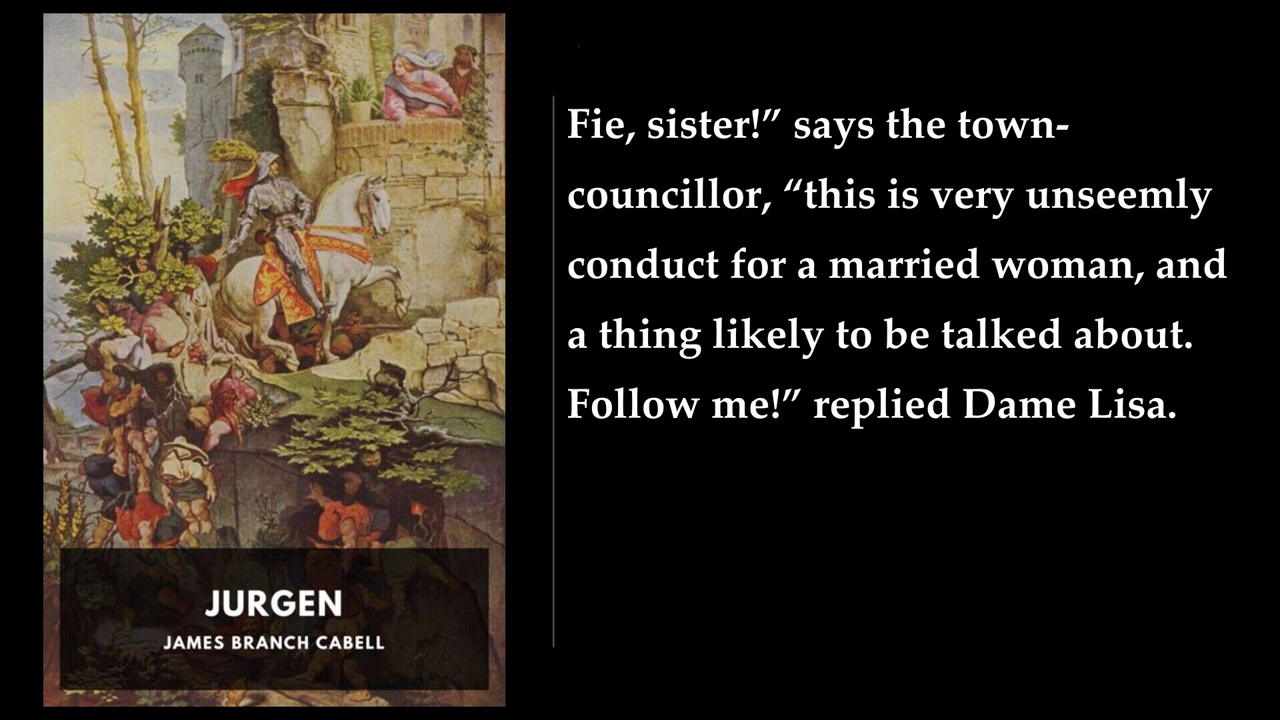 Fie, sister!” says the town-
councillor, “this is very unseemly
conduct for a married woman, and
a thing likely to be talked about.
Follow me!” replied Dame Lisa.
JURGEN
JAMES BRANCH CABELL